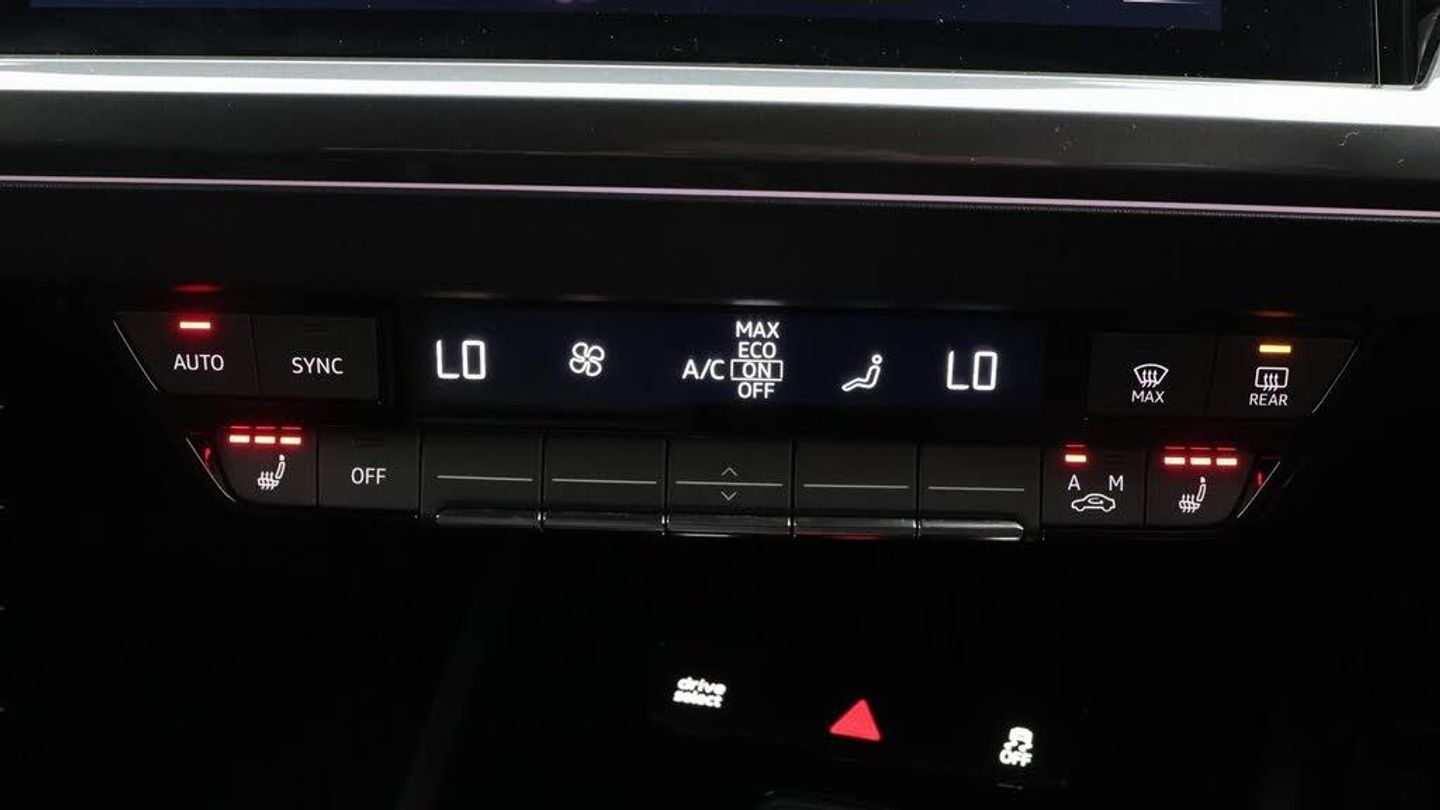 AUTO
SYNC
LO
A/C
MAX
ECO
ON
OFF
LO
MAX
REAR
OFF
A M
drive
select
OFF